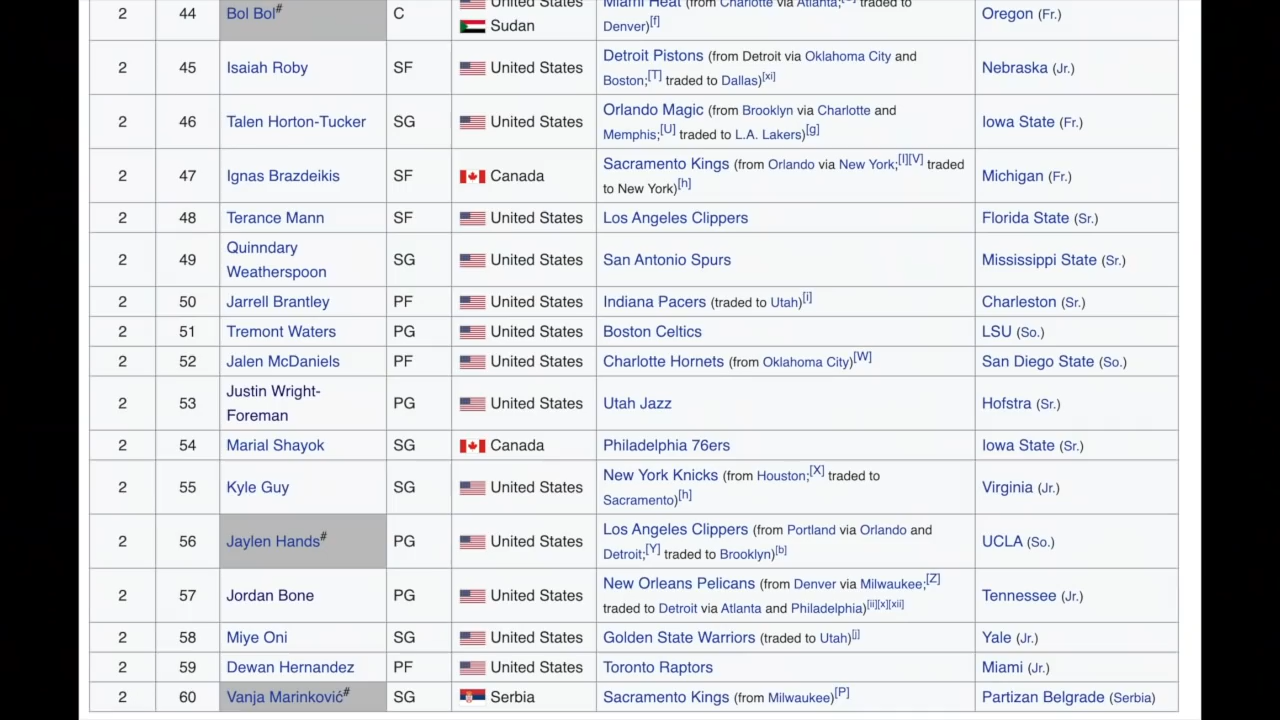 2 44 Bol Bol# C United States Sudan Miami Heat (from Charlotte via Atlanta; traded to Denver)[f] Oregon (Fr.)
2 45 Isaiah Roby SF United States Detroit Pistons (from Detroit via Oklahoma City and Boston;[T] traded to Dallas)[xi] Nebraska (Jr.)
2 46 Talen Horton-Tucker SG United States Orlando Magic (from Brooklyn via Charlotte and Memphis;[U] traded to L.A. Lakers)[g] Iowa State (Fr.)
2 47 Ignas Brazdeikis SF Canada Sacramento Kings (from Orlando via New York;[I][V] traded to New York)[h] Michigan (Fr.)
2 48 Terance Mann SF United States Los Angeles Clippers Florida State (Sr.)
2 49 Quinndary Weatherspoon SG United States San Antonio Spurs Mississippi State (Sr.)
2 50 Jarrell Brantley PF United States Indiana Pacers (traded to Utah)[i] Charleston (Sr.)
2 51 Tremont Waters PG United States Boston Celtics LSU (So.)
2 52 Jalen McDaniels PF United States Charlotte Hornets (from Oklahoma City)[W] San Diego State (So.)
2 53 Justin Wright-Foreman PG United States Utah Jazz Hofstra (Sr.)
2 54 Marial Shayok SG Canada Philadelphia 76ers Iowa State (Sr.)
2 55 Kyle Guy SG United States New York Knicks (from Houston;[X] traded to Sacramento)[h] Virginia (Jr.)
2 56 Jaylen Hands# PG United States Los Angeles Clippers (from Portland via Orlando and Detroit;[Y] traded to Brooklyn)[b] UCLA (So.)
2 57 Jordan Bone PG United States New Orleans Pelicans (from Denver via Milwaukee;[Z] traded to Detroit via Atlanta and Philadelphia)[ii][x][xii] Tennessee (Jr.)
2 58 Miye Oni SG United States Golden State Warriors (traded to Utah)[j] Yale (Jr.)
2 59 Dewan Hernandez PF United States Toronto Raptors Miami (Jr.)
2 60 Vanja Marinković# SG Serbia Sacramento Kings (from Milwaukee)[P] Partizan Belgrade (Serbia)